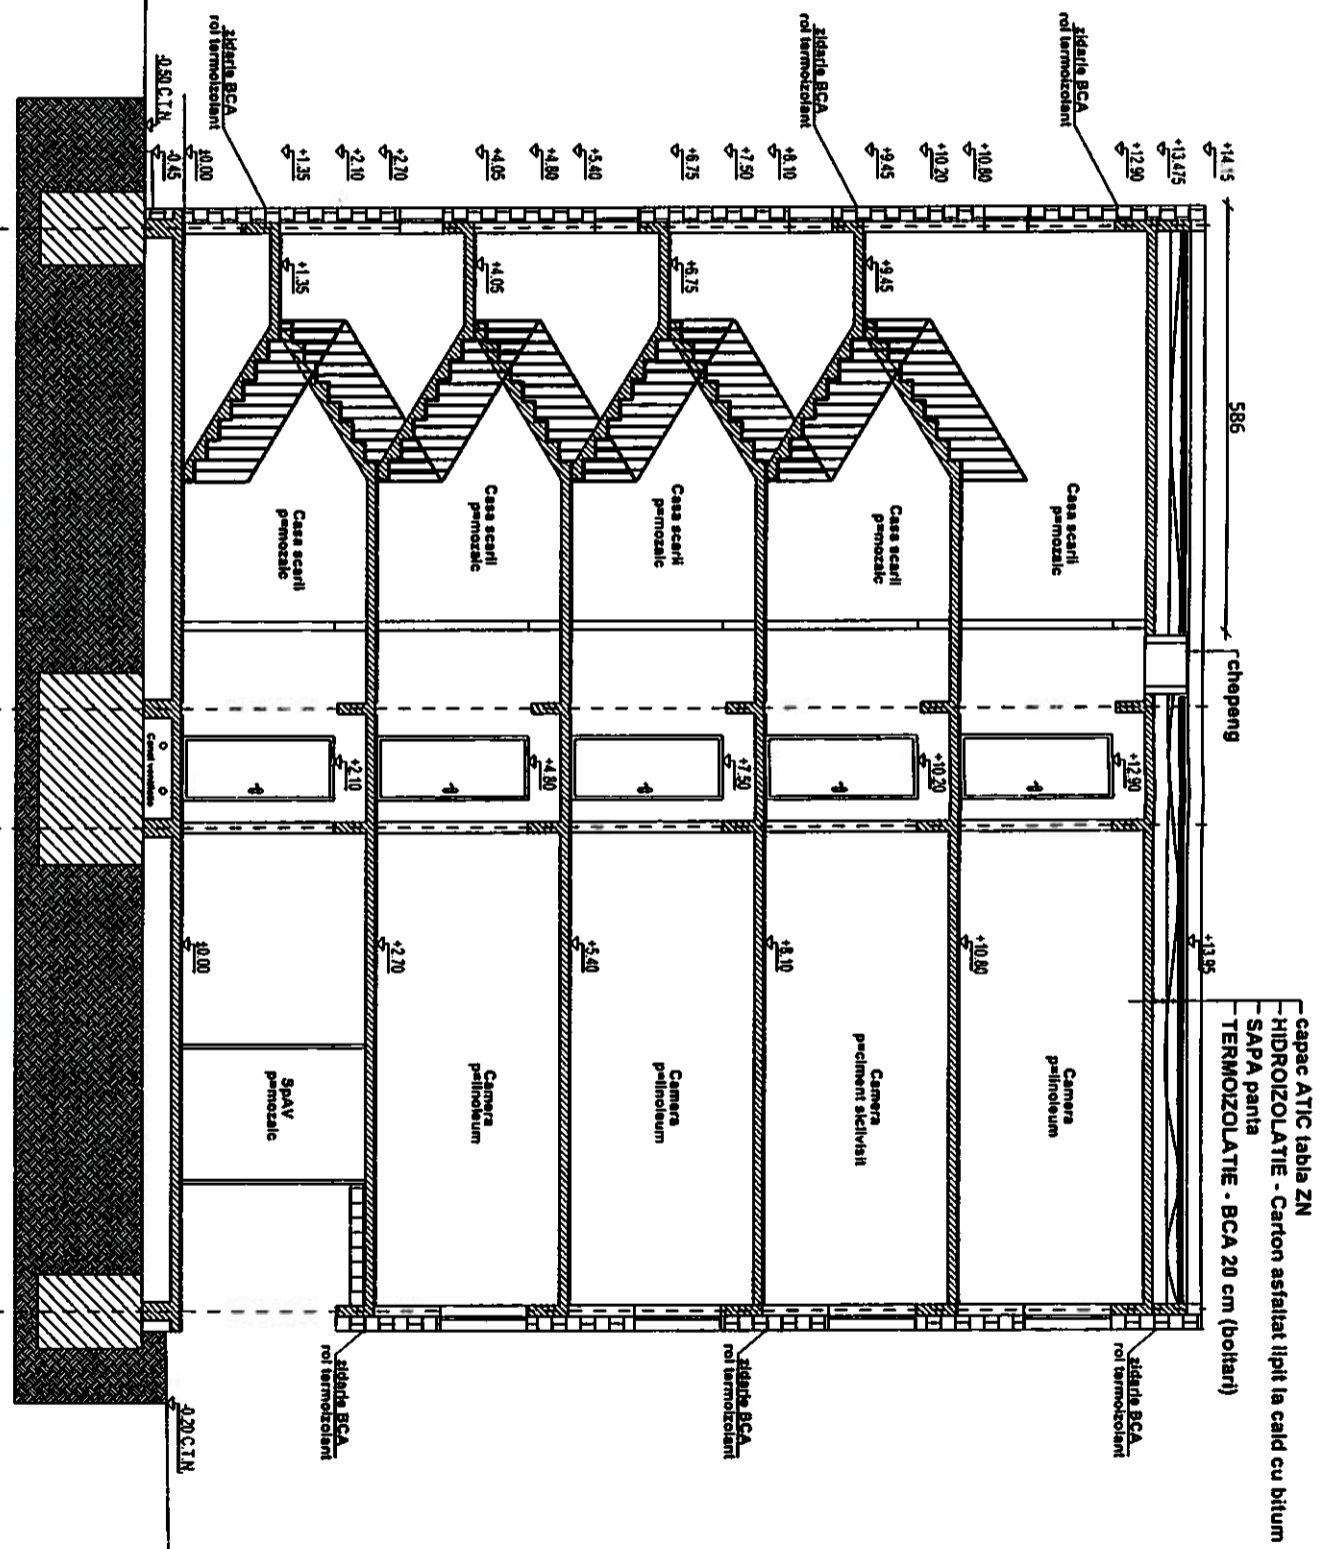 capac ATIC tabla ZN
HIDROIZOLATIE - Carton asfaltat lipit la cald cu bitum
SAPA panta
TERMOIZOLATIE - BCA 20 cm (boltari)
586
chepeng
+14.15
+13.475
+12.90
+10.80
+10.20
+9.45
+8.10
+7.50
+6.75
+5.40
+4.80
+4.05
+2.70
+2.10
+1.35
±0.00
-0.45
-0.50 C.T.N.
zidarie BCA
rol termoizolant
zidarie BCA
rol termoizolant
zidarie BCA
rol termoizolant
+13.95
+9.45
+6.75
+4.05
+1.35
Casa scarii
p=mozaic
Casa scarii
p=mozaic
Casa scarii
p=mozaic
Casa scarii
p=mozaic
Casa scarii
p=mozaic
+12.90
+10.20
+7.50
+4.80
+2.10
+10.80
+8.10
+5.40
+2.70
±0.00
Camera
p=linoleum
Camera
p=ciment sklivisit
Camera
p=linoleum
Camera
p=linoleum
SpAV
p=mozaic
Canal
zidarie BCA
rol termoizolant
zidarie BCA
rol termoizolant
zidarie BCA
rol termoizolant
-0.20 C.T.N.